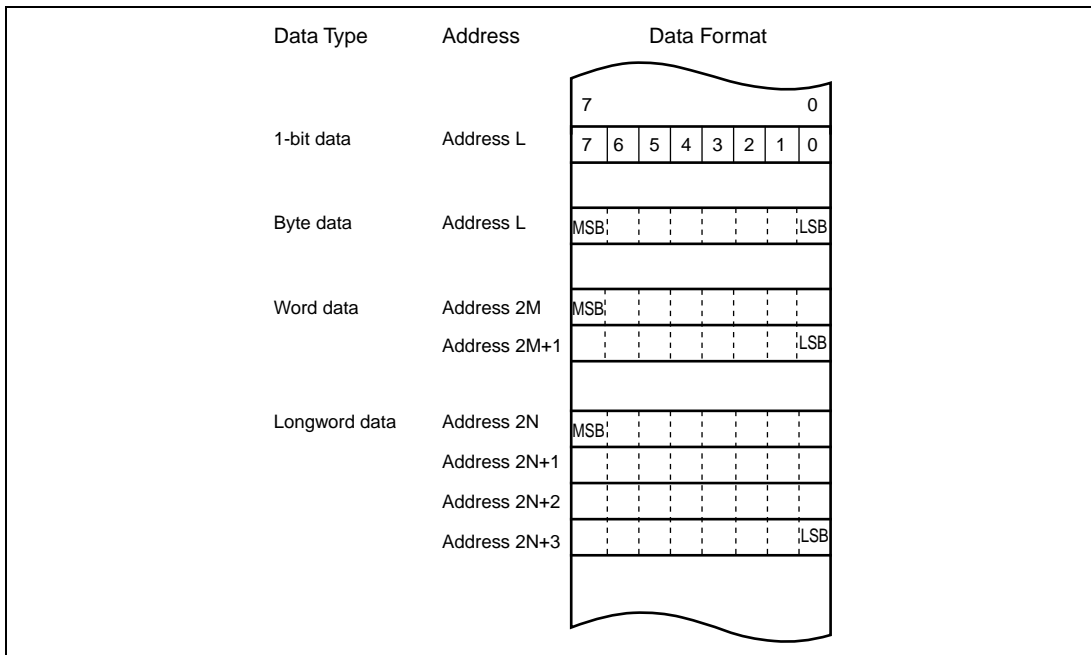 Data Type Address Data Format
7 0
1-bit data Address L 7 6 5 4 3 2 1 0
Byte data Address L MSB LSB
Word data Address 2M MSB
Address 2M+1 LSB
Longword data Address 2N MSB
Address 2N+1
Address 2N+2
Address 2N+3 LSB